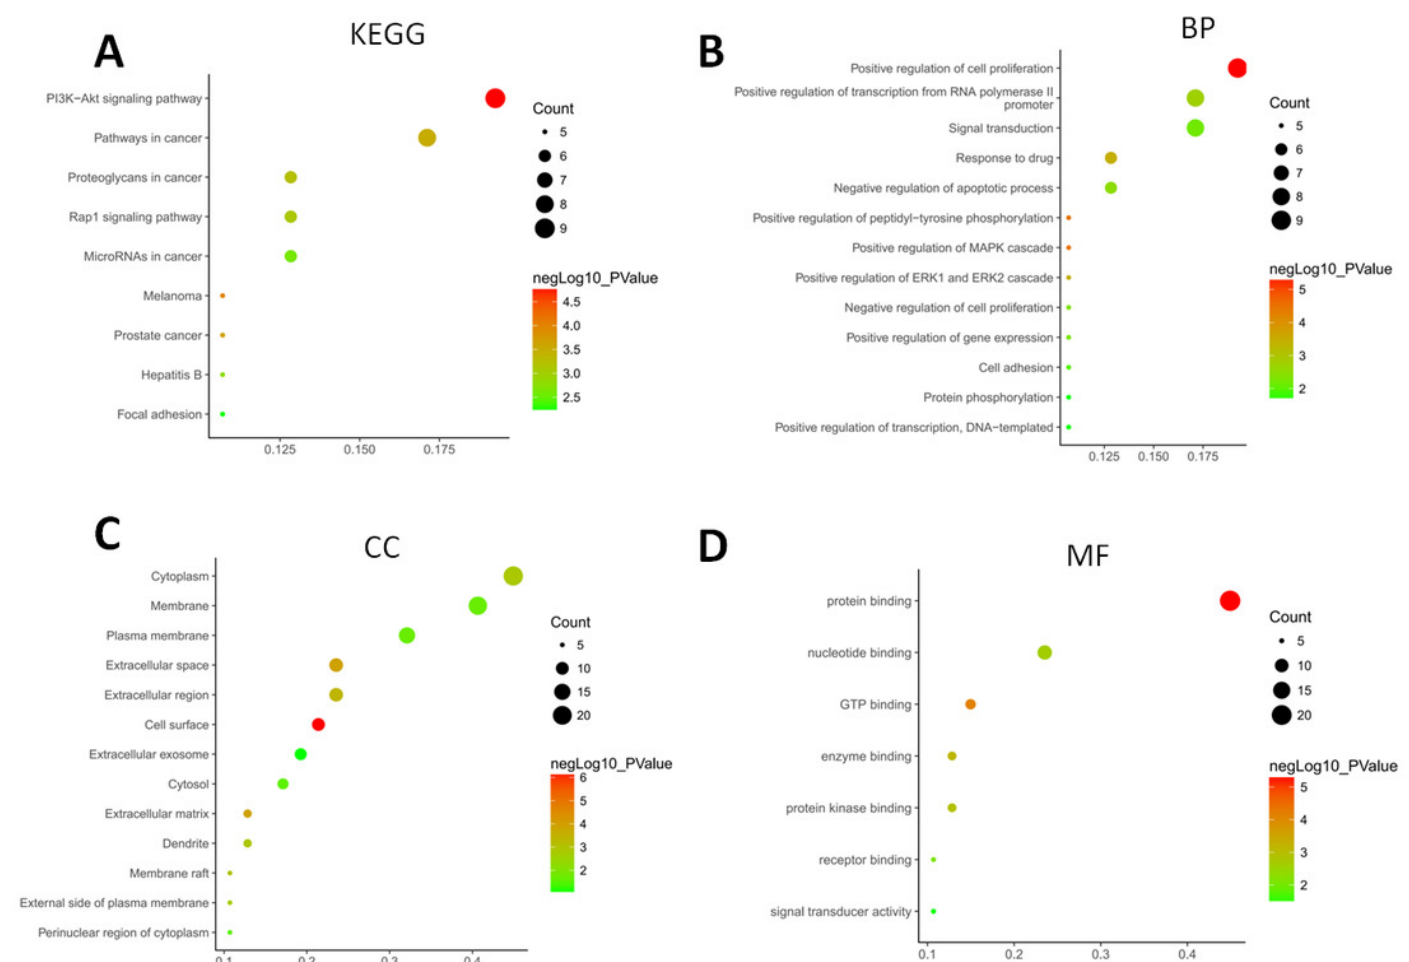 A
KEGG
PI3K−Akt signaling pathway
Pathways in cancer
Proteoglycans in cancer
Rap1 signaling pathway
MicroRNAs in cancer
Melanoma
Prostate cancer
Hepatitis B
Focal adhesion
0.125 0.150 0.175
Count
5
6
7
8
9
negLog10_PValue
4.5
4.0
3.5
3.0
2.5
B
BP
Positive regulation of cell proliferation
Positive regulation of transcription from RNA polymerase II
promoter
Signal transduction
Response to drug
Negative regulation of apoptotic process
Positive regulation of peptidyl−tyrosine phosphorylation
Positive regulation of MAPK cascade
Positive regulation of ERK1 and ERK2 cascade
Negative regulation of cell proliferation
Positive regulation of gene expression
Cell adhesion
Protein phosphorylation
Positive regulation of transcription, DNA−templated
0.125 0.150 0.175
Count
5
6
7
8
9
negLog10_PValue
5
4
3
2
C
CC
Cytoplasm
Membrane
Plasma membrane
Extracellular space
Extracellular region
Cell surface
Extracellular exosome
Cytosol
Extracellular matrix
Dendrite
Membrane raft
External side of plasma membrane
Perinuclear region of cytoplasm
0.1 0.2 0.3 0.4
Count
5
10
15
20
negLog10_PValue
6
5
4
3
2
D
MF
protein binding
nucleotide binding
GTP binding
enzyme binding
protein kinase binding
receptor binding
signal transducer activity
0.1 0.2 0.3 0.4
Count
5
10
15
20
negLog10_PValue
5
4
3
2